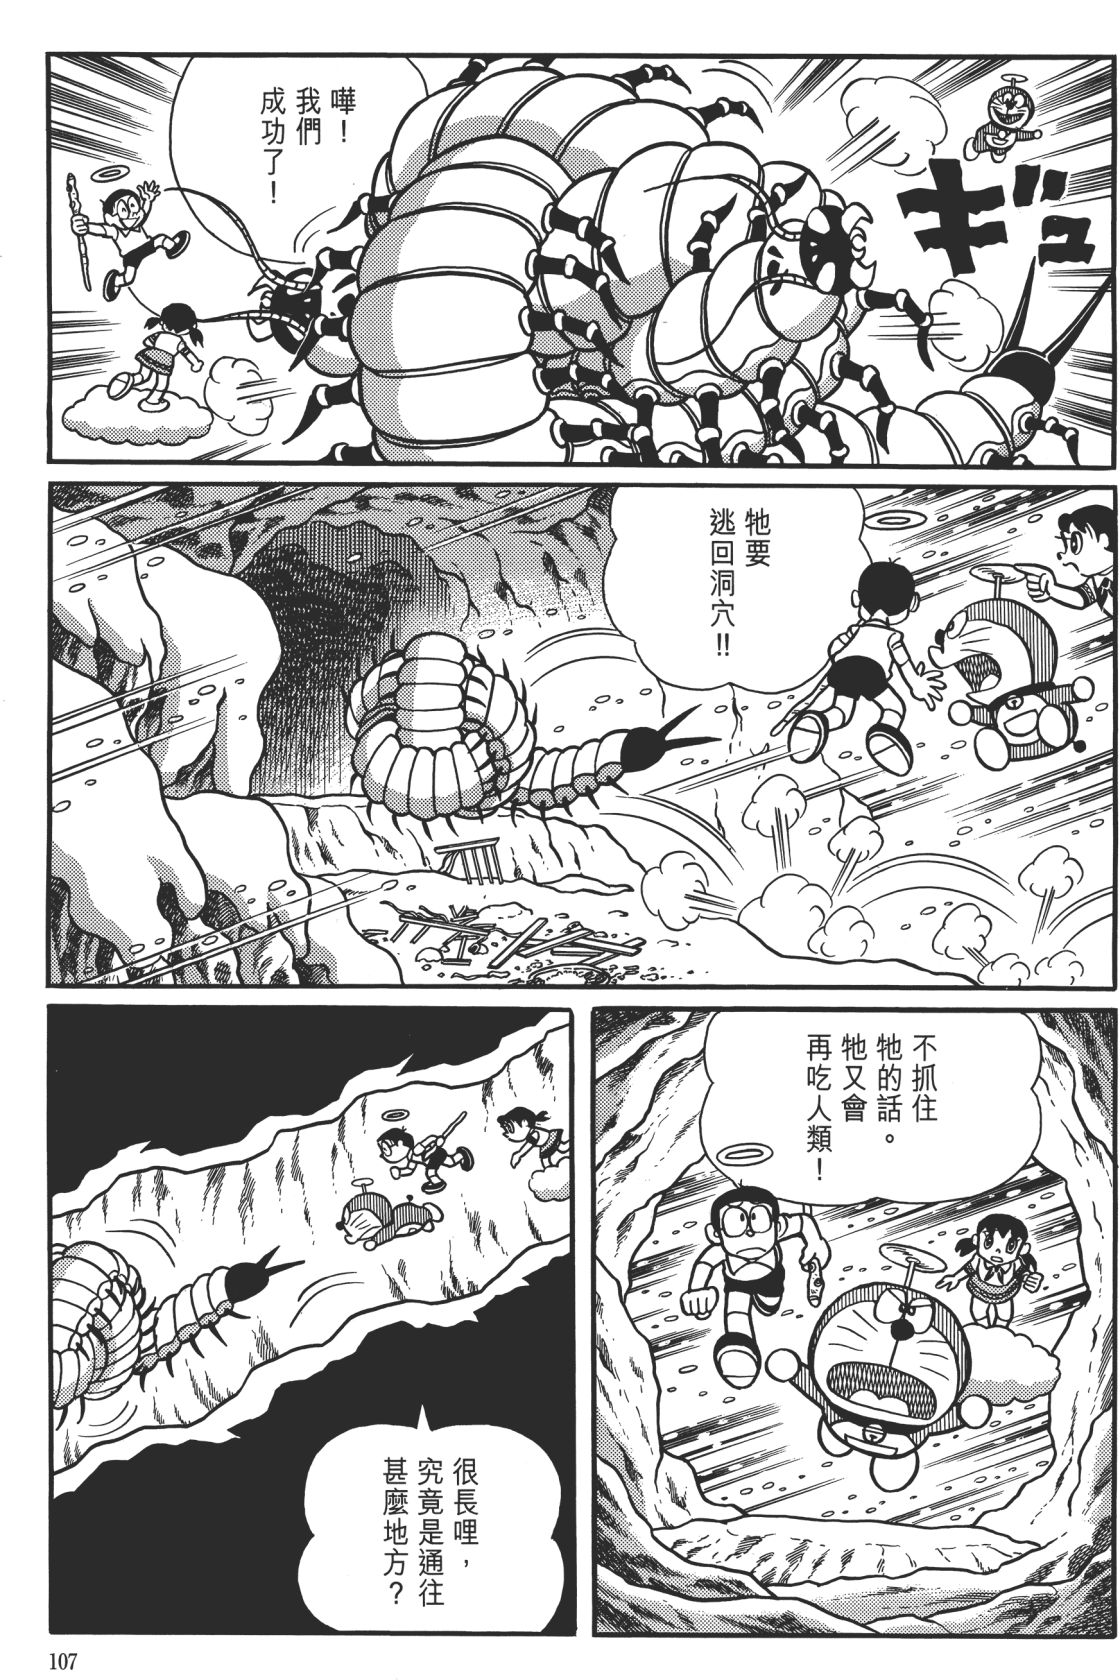 嘩！
我們
成功了！
ギュ
牠要
逃回洞穴!!
不抓住
牠的話。
牠又會
再吃人類！
很長哩，
究竟是通往
甚麼地方？
107